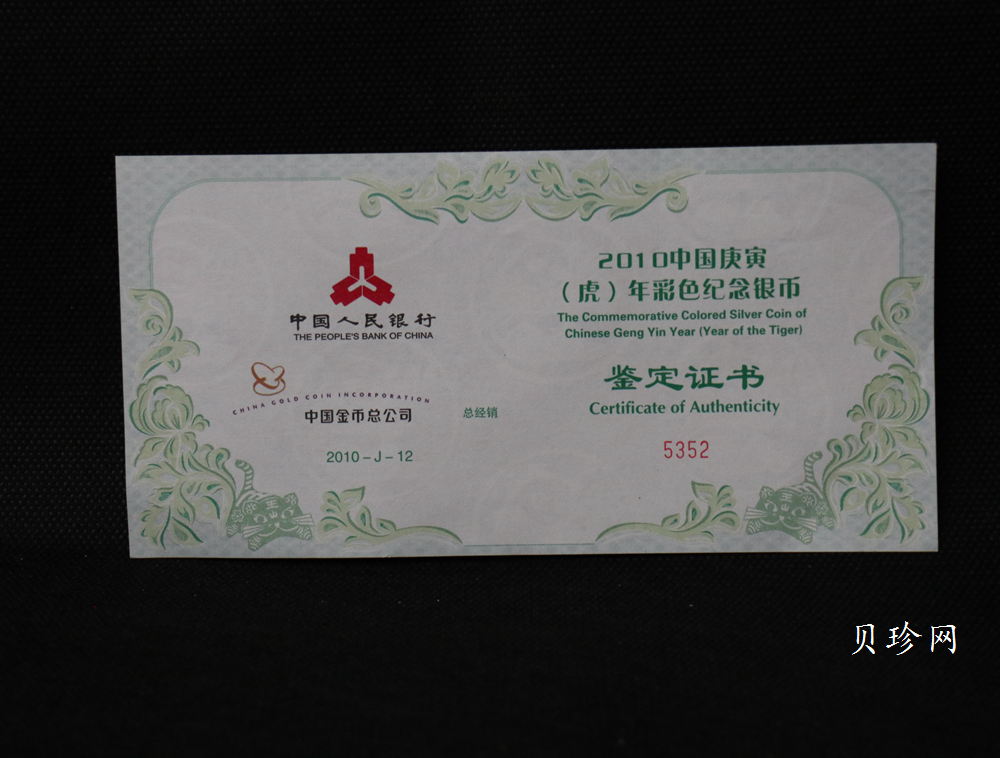 中国人民银行
THE PEOPLE'S BANK OF CHINA
CHINA GOLD COIN INCORPORATION
中国金币总公司
总经销
2010－J－12
2010中国庚寅
（虎）年彩色纪念银币
The Commemorative Colored Silver Coin of
Chinese Geng Yin Year (Year of the Tiger)
鉴定证书
Certificate of Authenticity
5352
贝珍网